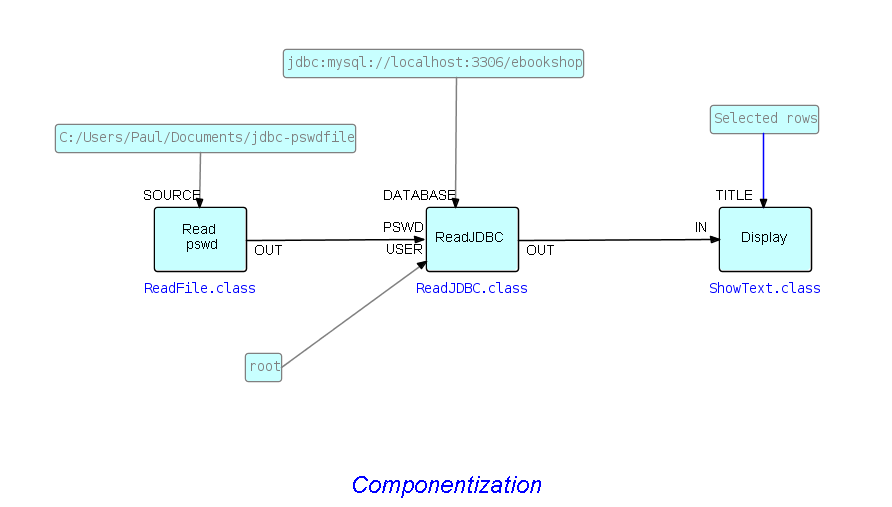 jdbc:mysql://localhost:3306/ebookshop
Selected rows
C:/Users/Paul/Documents/jdbc-pswdfile
SOURCE
DATABASE
TITLE
Read
pswd
OUT
PSWD
USER
ReadJDBC
OUT
IN
Display
ReadFile.class
ReadJDBC.class
ShowText.class
root
Componentization